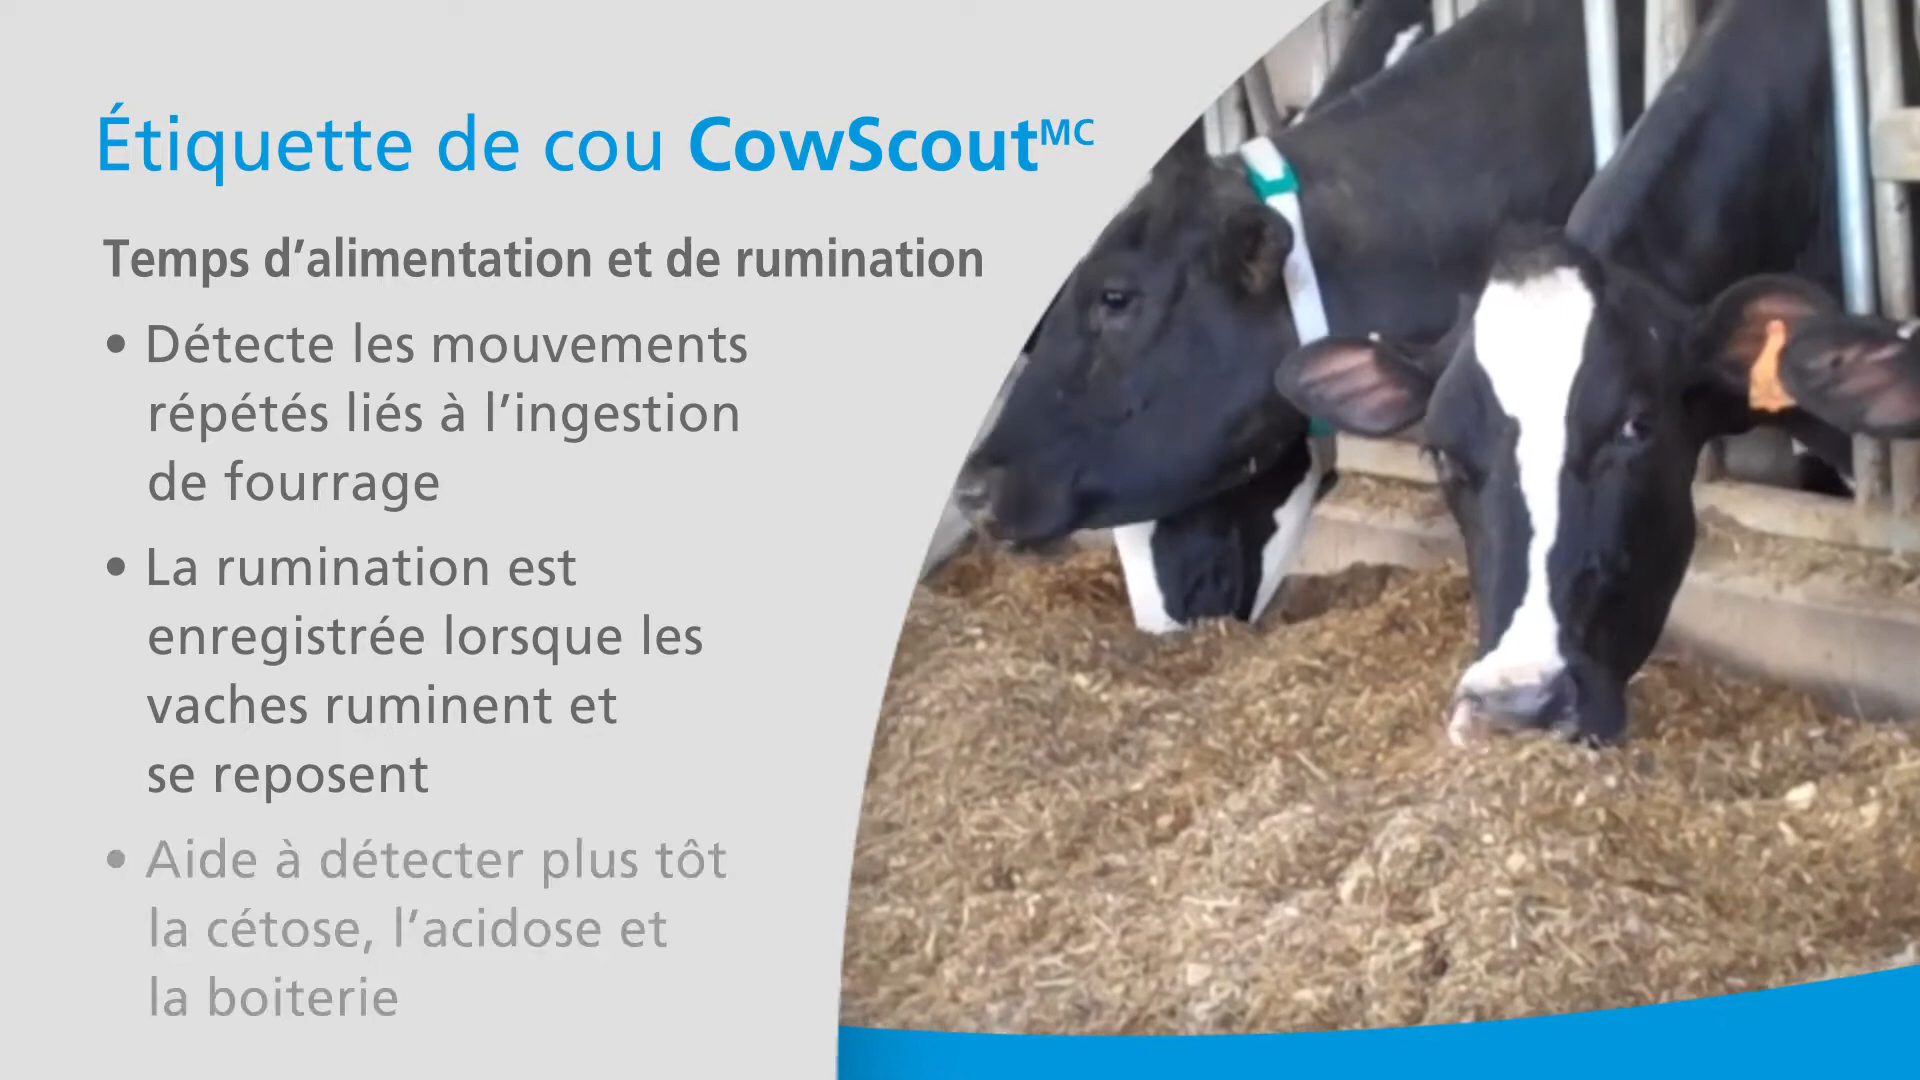 Étiquette de cou CowScoutMC
Temps d’alimentation et de rumination
• Détecte les mouvements
répétés liés à l’ingestion
de fourrage
• La rumination est
enregistrée lorsque les
vaches ruminent et
se reposent
• Aide à détecter plus tôt
la cétose, l’acidose et
la boiterie